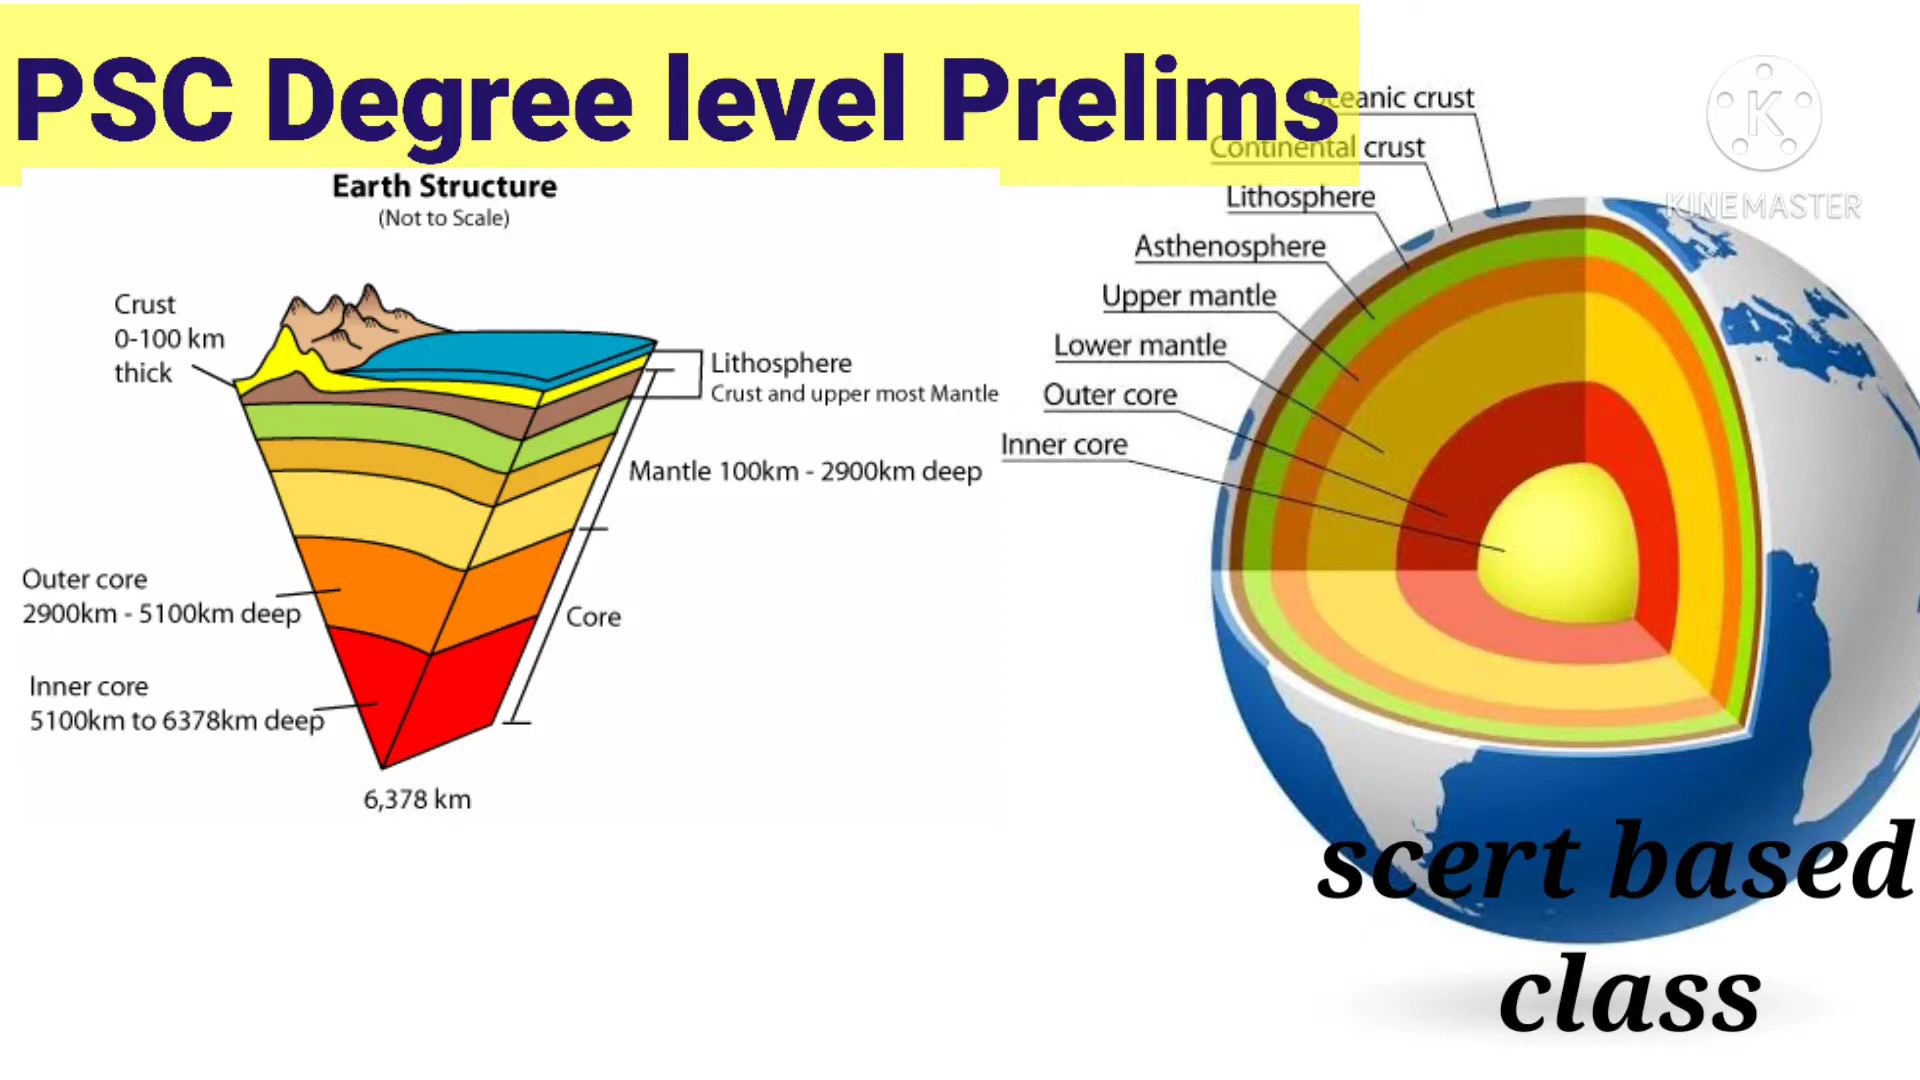 PSC Degree level Prelims
Earth Structure
(Not to Scale)
Crust
0-100 km
thick
Lithosphere
Crust and upper most Mantle
Mantle 100km - 2900km deep
Outer core
2900km - 5100km deep
Core
Inner core
5100km to 6378km deep
6,378 km
Oceanic crust
Continental crust
Lithosphere
Asthenosphere
Upper mantle
Lower mantle
Outer core
Inner core
K
KINEMASTER
scert based
class